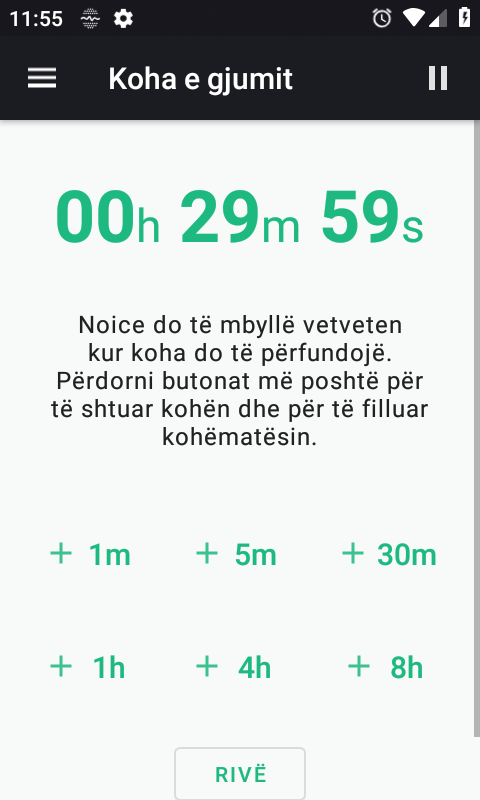 11:55
Koha e gjumit
00h 29m 59s
Noice do të mbyllë vetveten
kur koha do të përfundojë.
Përdorni butonat më poshtë për
të shtuar kohën dhe për të filluar
kohëmatësin.
+ 1m + 5m + 30m
+ 1h + 4h + 8h
RIVË